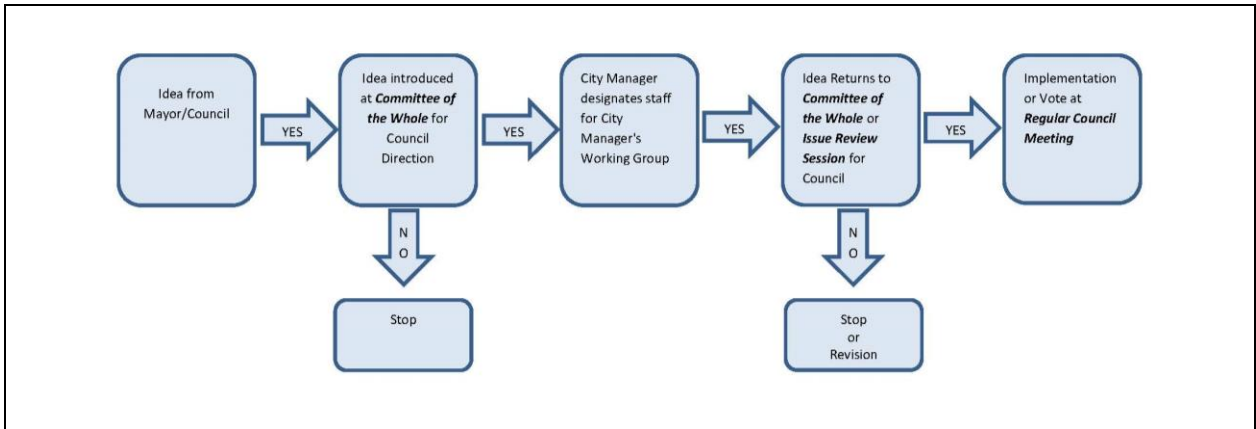 Idea from
Mayor/Council
YES
Idea introduced
at Committee of
the Whole for
Council
Direction
YES
City Manager
designates staff
for City
Manager's
Working Group
YES
Idea Returns to
Committee of
the Whole or
Issue Review
Session for
Council
YES
Implementation
or Vote at
Regular Council
Meeting
N
O
Stop
N
O
Stop
or
Revision